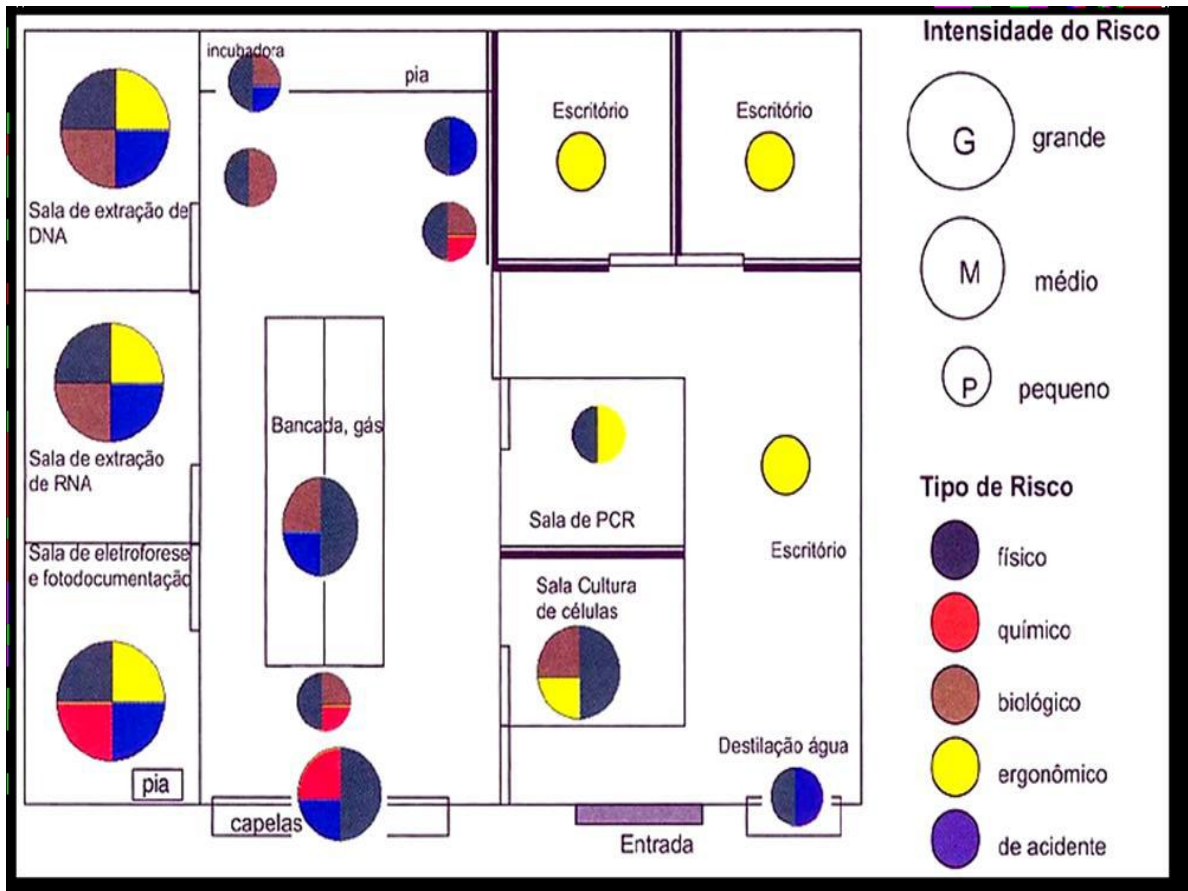 incubadora
pia
Escritório
Escritório
Sala de extração de
DNA
Bancada, gás
Sala de extração
de RNA
Sala de PCR
Escritório
Sala de eletroforese
e fotodocumentação
Sala Cultura
de células
pia
capelas
Destilação água
Entrada
Intensidade do Risco
G
grande
M
médio
P
pequeno
Tipo de Risco
físico
químico
biológico
ergonômico
de acidente